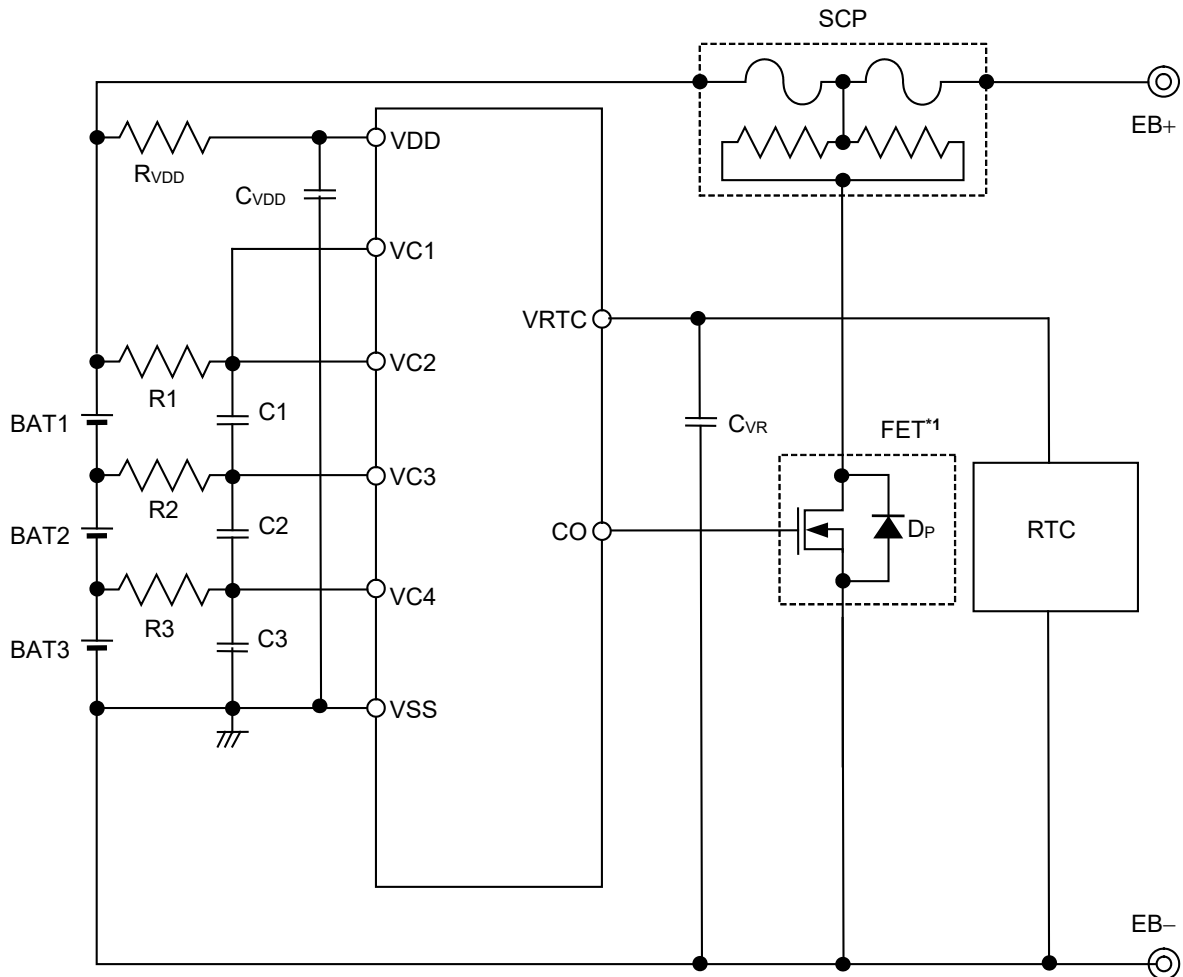 SCP
EB+
RVDD
VDD
CVDD
VC1
VRTC
VC2
R1
BAT1
C1
CVR
FET*1
VC3
R2
C2
CO
DP
RTC
BAT2
VC4
R3
C3
BAT3
VSS
EB−